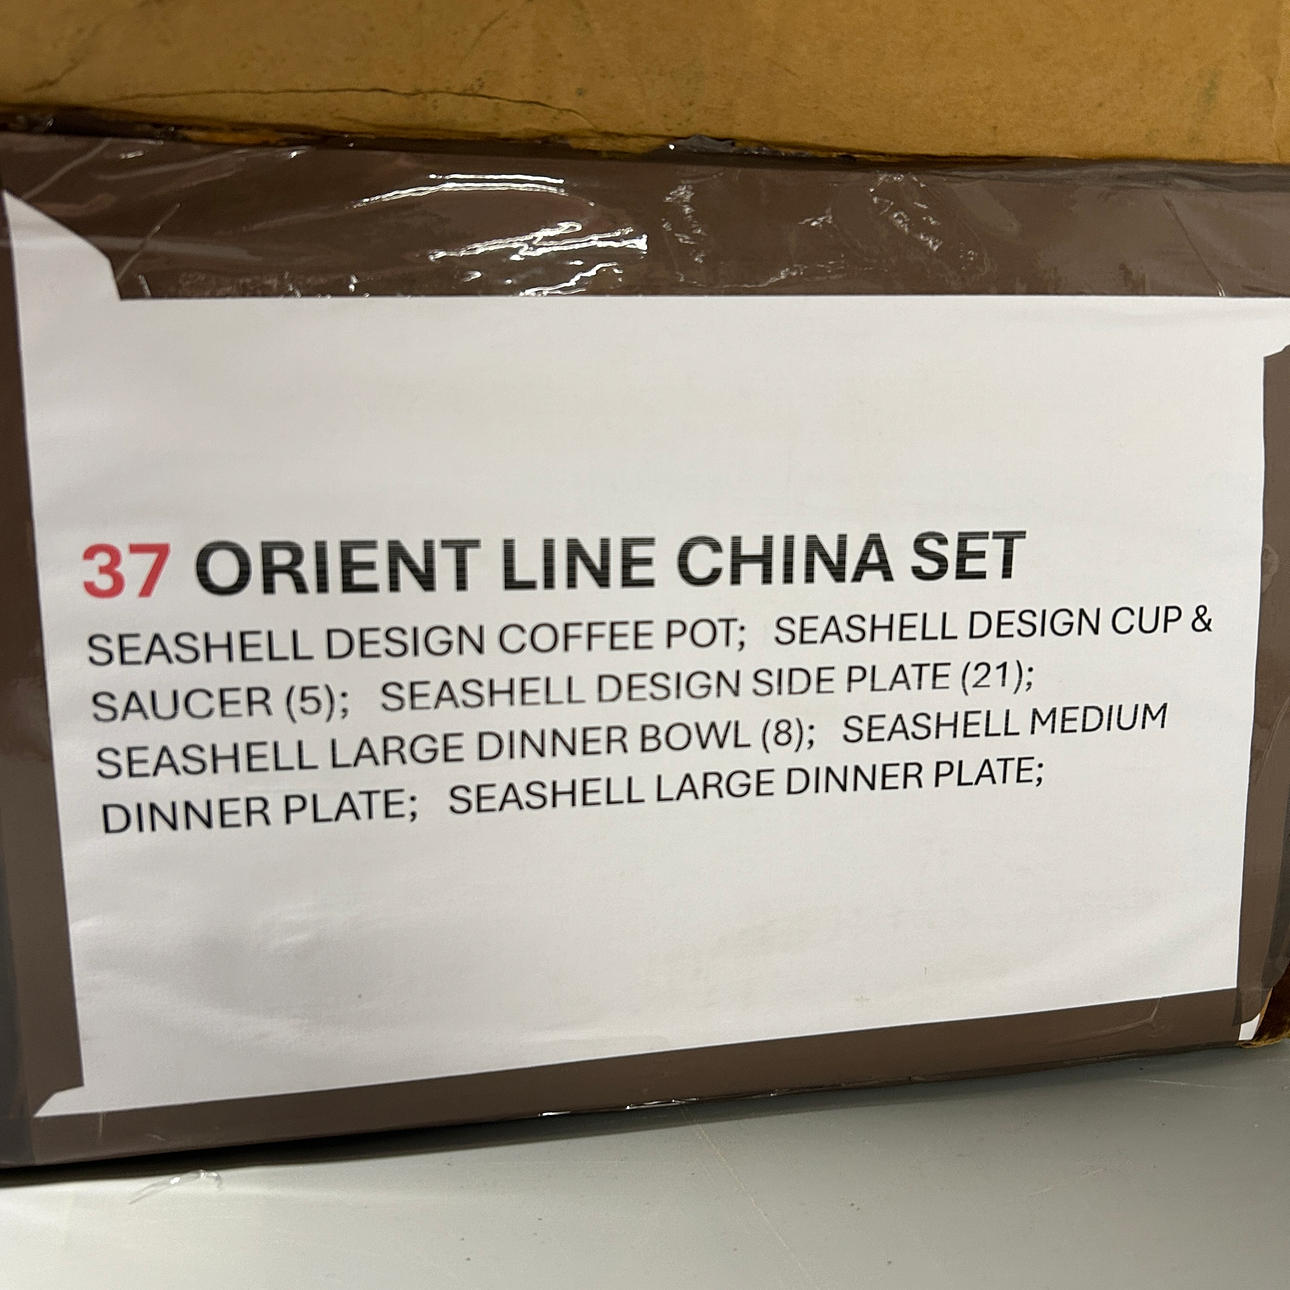 37 ORIENT LINE CHINA SET
SEASHELL DESIGN COFFEE POT; SEASHELL DESIGN CUP &
SAUCER (5); SEASHELL DESIGN SIDE PLATE (21);
SEASHELL LARGE DINNER BOWL (8); SEASHELL MEDIUM
DINNER PLATE; SEASHELL LARGE DINNER PLATE;